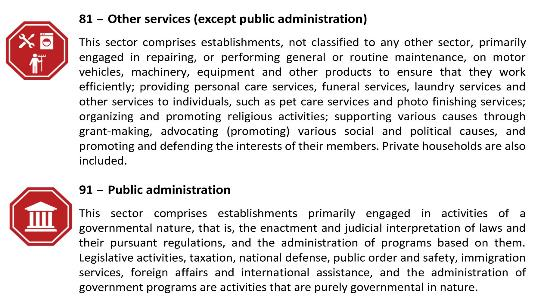 81 – Other services (except public administration)
This sector comprises establishments, not classified to any other sector, primarily
engaged in repairing, or performing general or routine maintenance, on motor
vehicles, machinery, equipment and other products to ensure that they work
efficiently; providing personal care services, funeral services, laundry services and
other services to individuals, such as pet care services and photo finishing services;
organizing and promoting religious activities; supporting various causes through
grant-making, advocating (promoting) various social and political causes, and
promoting and defending the interests of their members. Private households are also
included.
91 – Public administration
This sector comprises establishments primarily engaged in activities of a
governmental nature, that is, the enactment and judicial interpretation of laws and
their pursuant regulations, and the administration of programs based on them.
Legislative activities, taxation, national defense, public order and safety, immigration
services, foreign affairs and international assistance, and the administration of
government programs are activities that are purely governmental in nature.